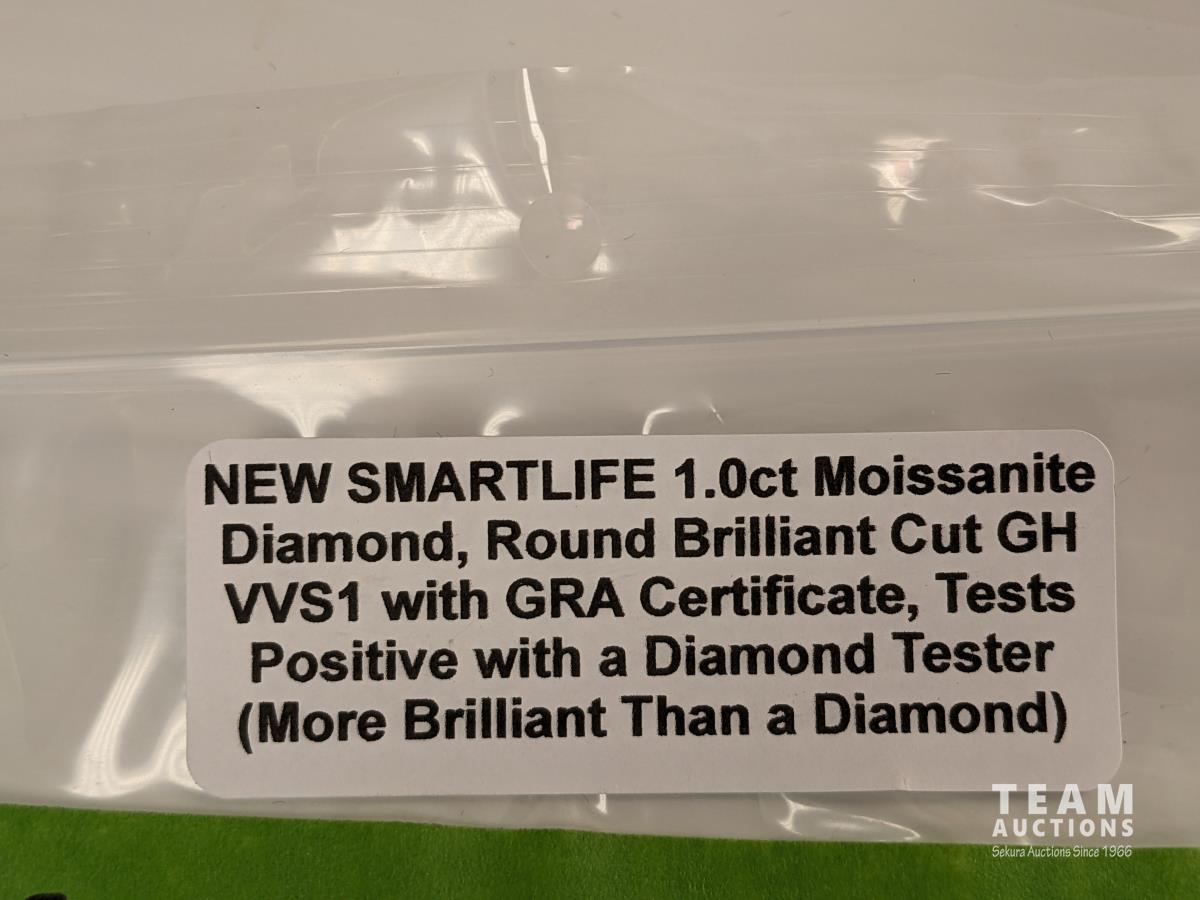 NEW SMARTLIFE 1.0ct Moissanite
Diamond, Round Brilliant Cut GH
VVS1 with GRA Certificate, Tests
Positive with a Diamond Tester
(More Brilliant Than a Diamond)
TEAM
AUCTIONS
Sekura Auctions Since 1966